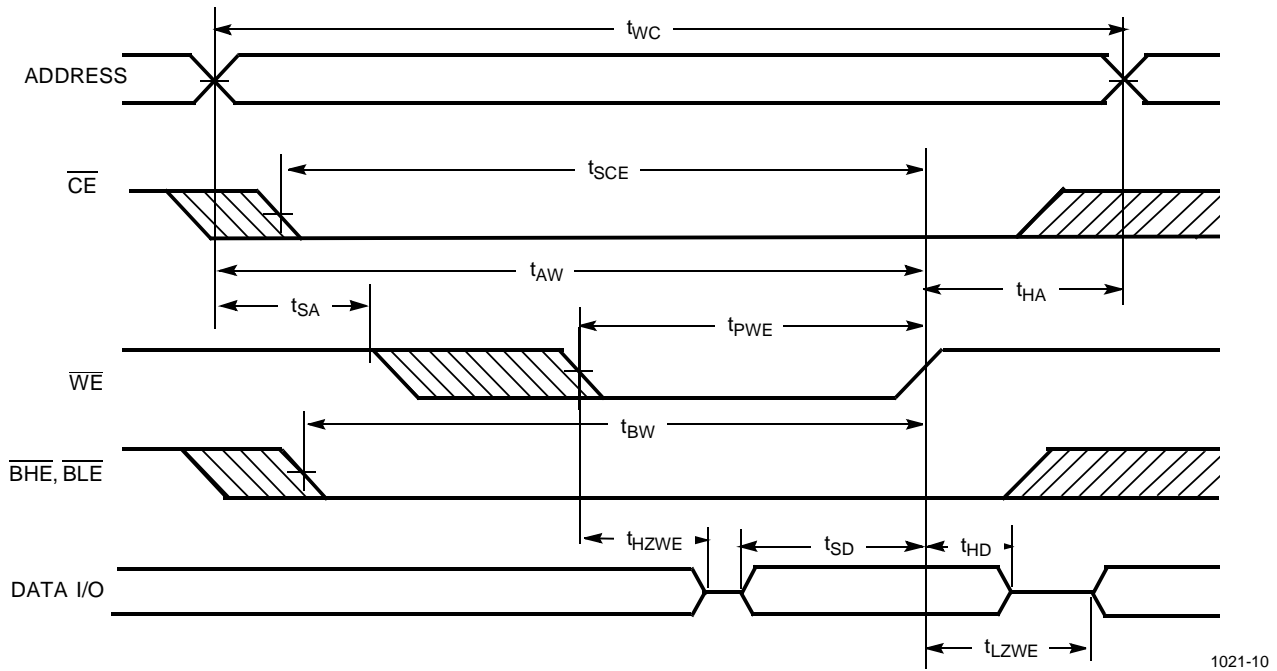 tWC
ADDRESS
tSCE
CE
tAW
tSA
tHA
tPWE
WE
tBW
BHE, BLE
tHZWE
tSD
tHD
DATA I/O
tLZWE
1021-10